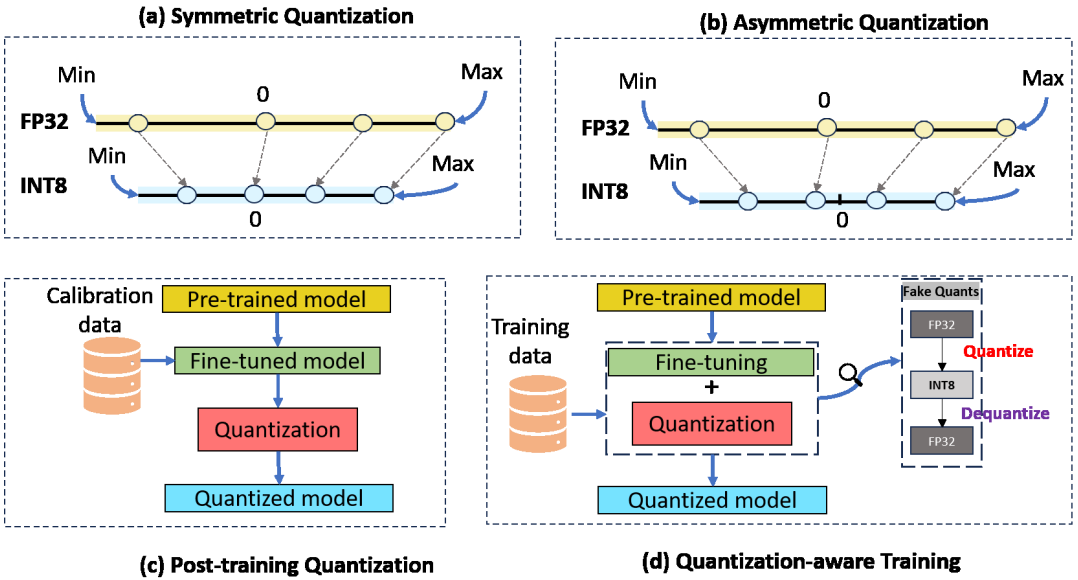 (a) Symmetric Quantization
Min
0
Max
FP32
Min
Max
INT8
0
(b) Asymmetric Quantization
Min
0
Max
FP32
Min
Max
INT8
0
Calibration
data
Pre-trained model
Fine-tuned model
Quantization
Quantized model
(c) Post-training Quantization
Training
data
Pre-trained model
Fine-tuning
+
Quantization
Quantized model
Fake Quants
FP32
Quantize
INT8
Dequantize
FP32
(d) Quantization-aware Training